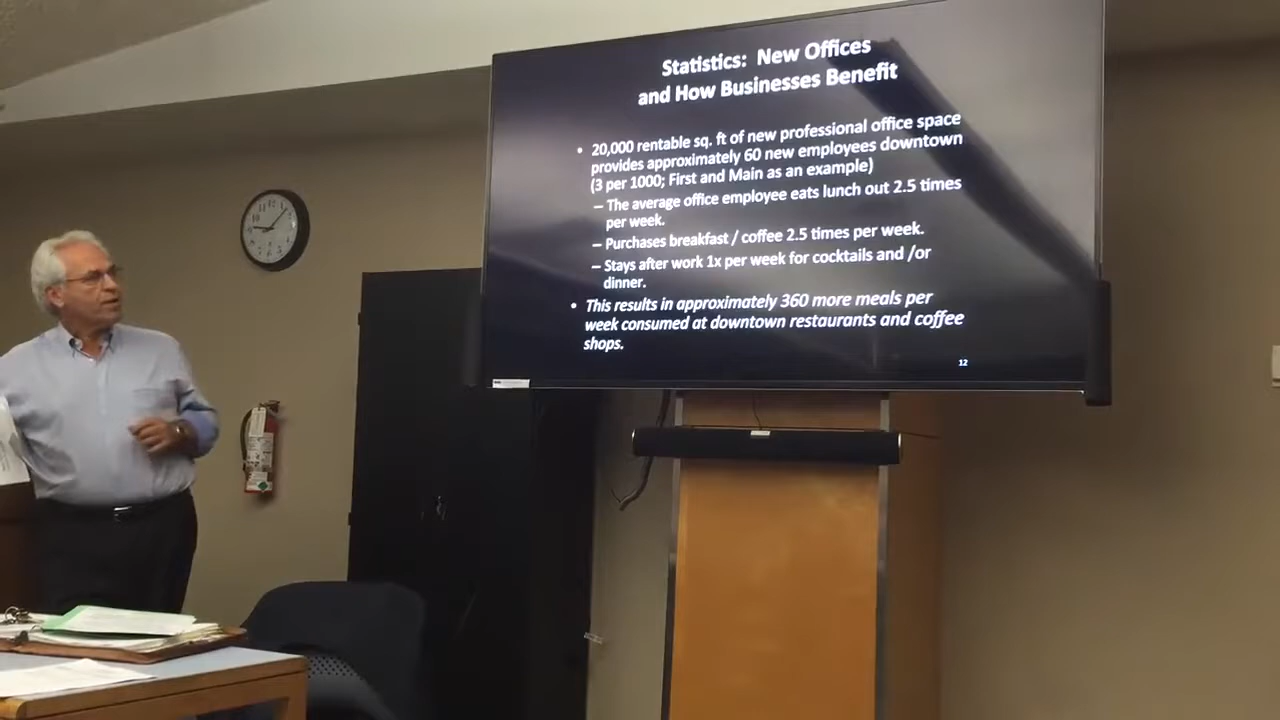 Statistics: New Offices
and How Businesses Benefit
• 20,000 rentable sq. ft of new professional office space
provides approximately 60 new employees downtown
(3 per 1000; First and Main as an example)
– The average office employee eats lunch out 2.5 times
per week.
– Purchases breakfast / coffee 2.5 times per week.
– Stays after work 1x per week for cocktails and /or
dinner.
• This results in approximately 360 more meals per
week consumed at downtown restaurants and coffee
shops.
12